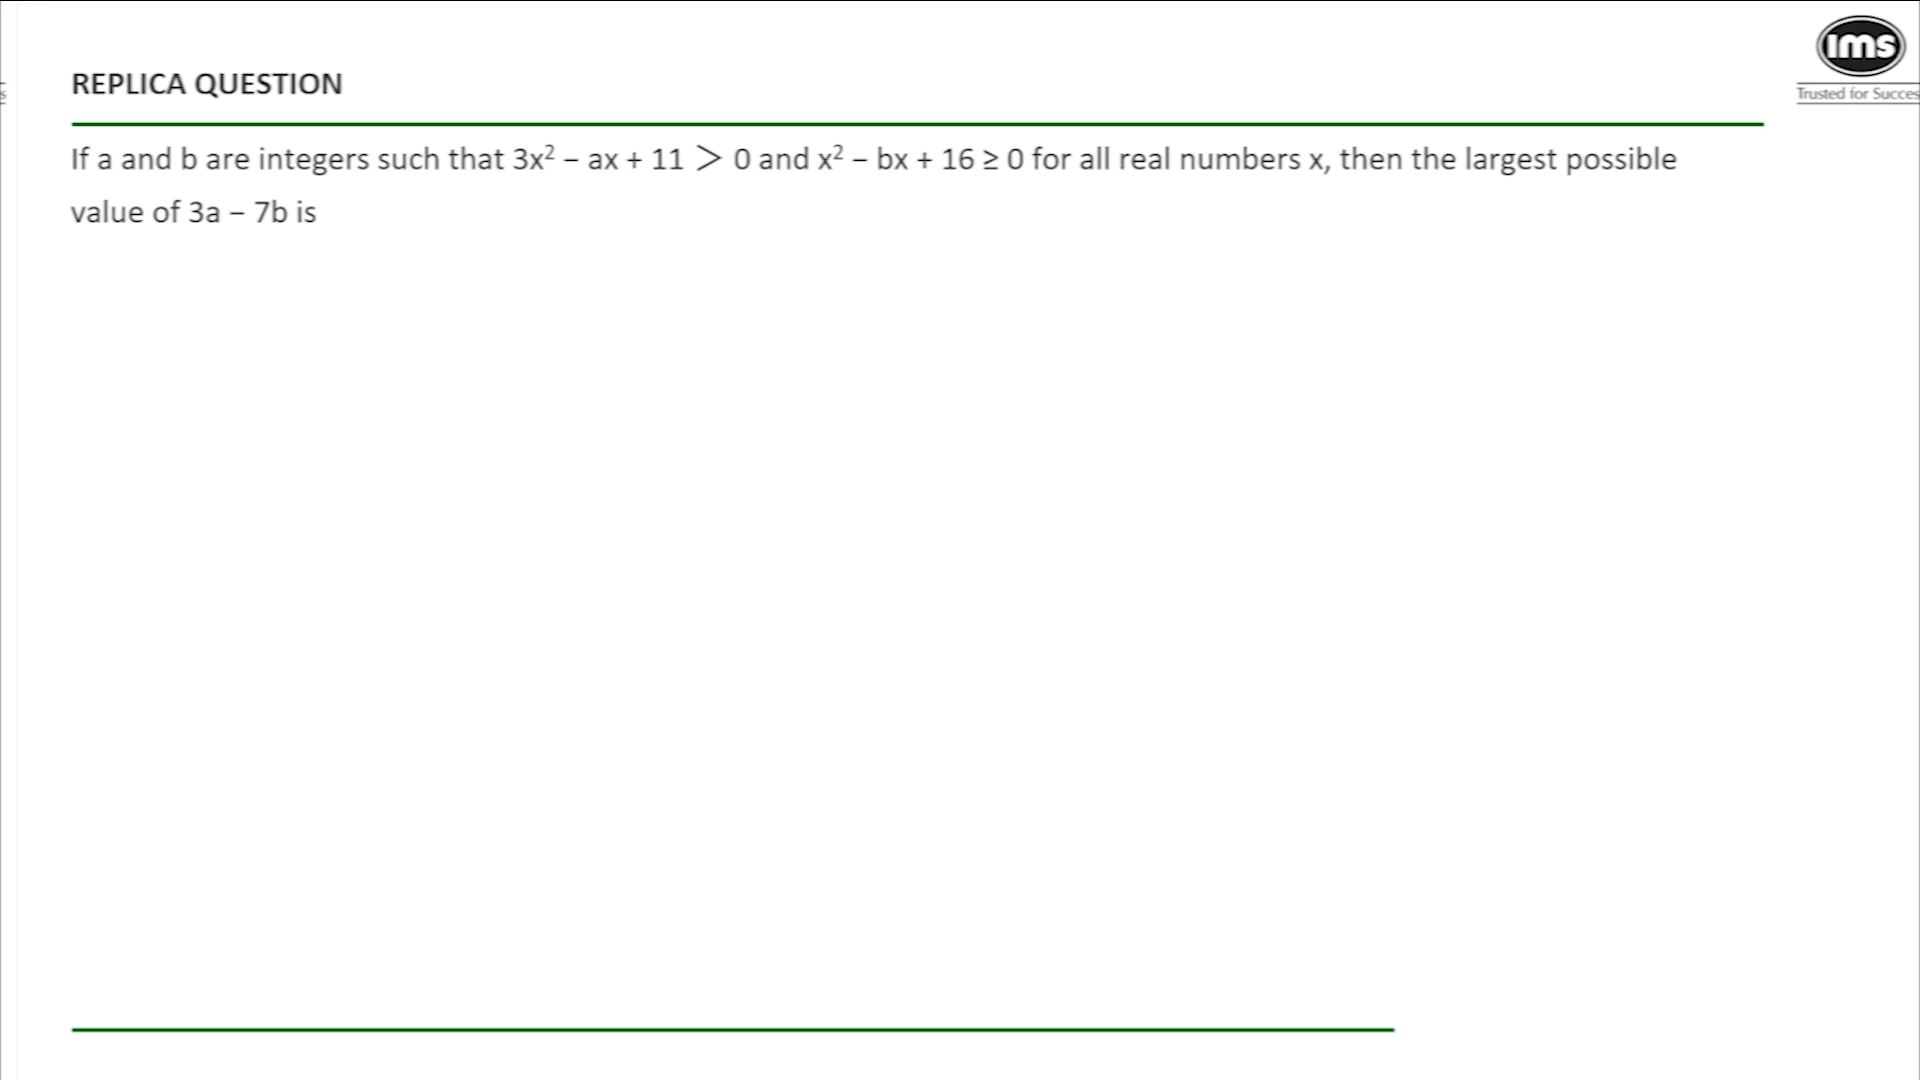 ims
Trusted for Succes
s
REPLICA QUESTION
If a and b are integers such that 3x² − ax + 11 > 0 and x² − bx + 16 ≥ 0 for all real numbers x, then the largest possible
value of 3a − 7b is